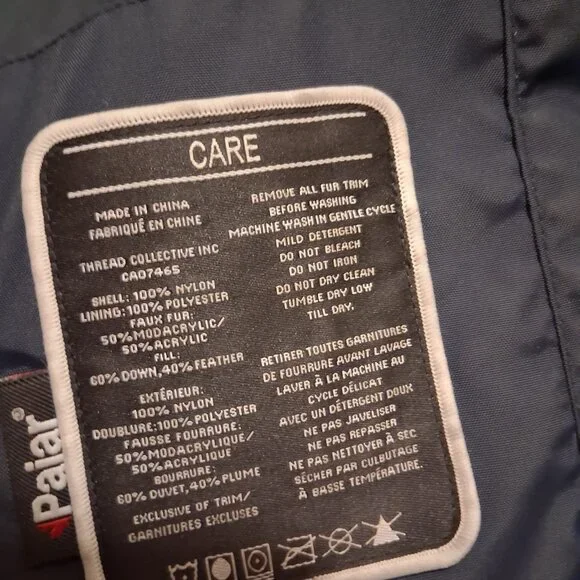 CARE
MADE IN CHINA
FABRIQUÉ EN CHINE
THREAD COLLECTIVE INC
CA07465
SHELL: 100% NYLON
LINING: 100% POLYESTER
FAUX FUR:
50% MODACRYLIC/
50% ACRYLIC
FILL:
60% DOWN, 40% FEATHER
EXTÉRIEUR:
100% NYLON
DOUBLURE: 100% POLYESTER
FAUSSE FOURRURE:
50% MODACRYLIQUE/
50% ACRYLIQUE
BOURRURE:
60% DUVET, 40% PLUME
EXCLUSIVE OF TRIM/
GARNITURES EXCLUSES
REMOVE ALL FUR TRIM
BEFORE WASHING
MACHINE WASH IN GENTLE CYCLE
MILD DETERGENT
DO NOT BLEACH
DO NOT IRON
DO NOT DRY CLEAN
TUMBLE DRY LOW
TILL DRY.
RETIRER TOUTES GARNITURES
DE FOURRURE AVANT LAVAGE
LAVER À LA MACHINE AU
CYCLE DÉLICAT
AVEC UN DÉTERGENT DOUX
NE PAS JAVELISER
NE PAS REPASSER
NE PAS NETTOYER À SEC
SÉCHER PAR CULBUTAGE
À BASSE TEMPÉRATURE.
Pajar®